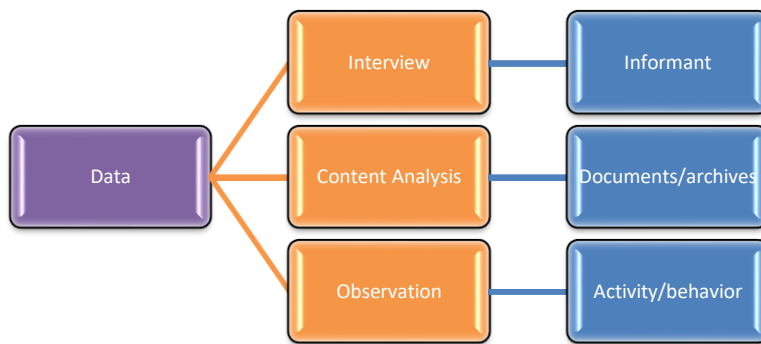 Interview
Informant
Data
Content Analysis
Documents/archives
Observation
Activity/behavior